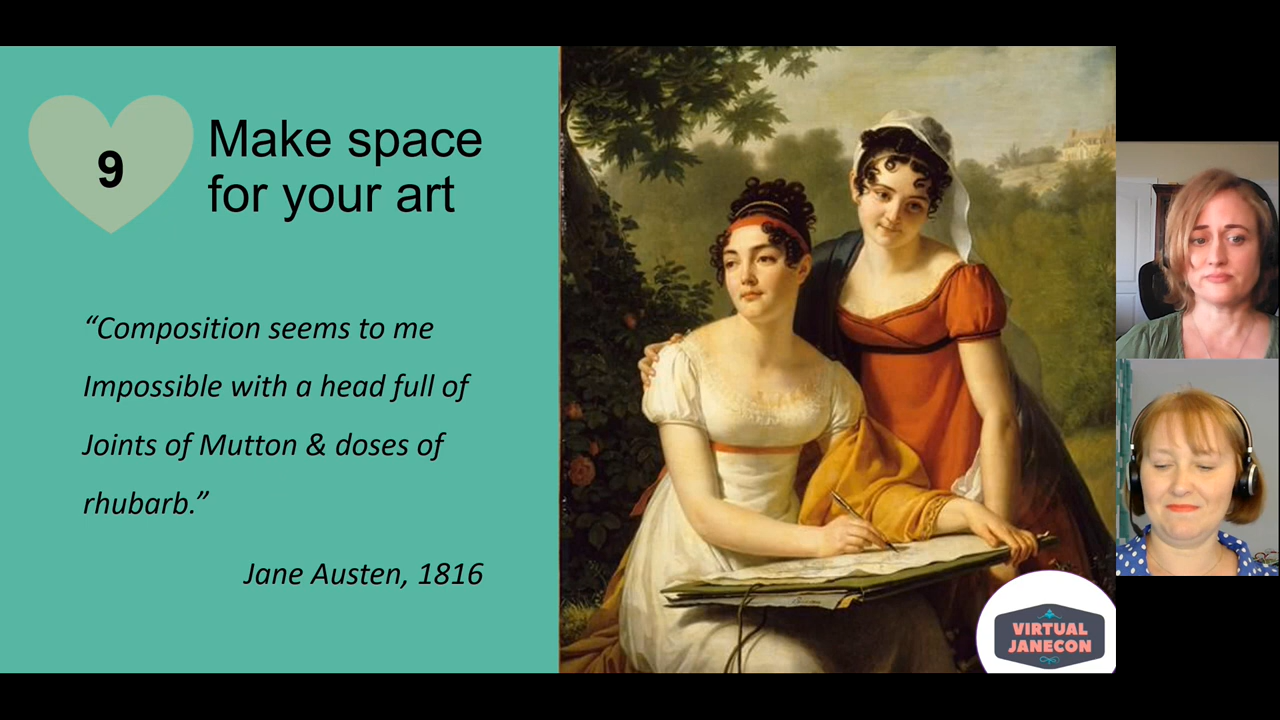 9
Make space
for your art
“Composition seems to me
Impossible with a head full of
Joints of Mutton & doses of
rhubarb.”
Jane Austen, 1816
VIRTUAL
JANECON